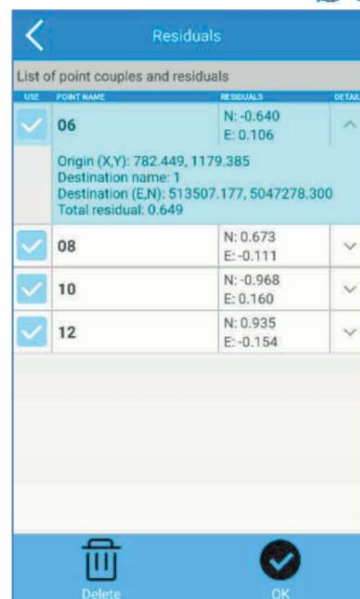 Residuals
List of point couples and residuals
USE POINT NAME RESIDUALS DETAIL
06 N: -0.640
E: 0.106
Origin (X,Y): 782.449, 1179.385
Destination name: 1
Destination (E,N): 513507.177, 5047278.300
Total residual: 0.649
08 N: 0.673
E: -0.111
10 N: -0.968
E: 0.160
12 N: 0.935
E: -0.154
Delete OK